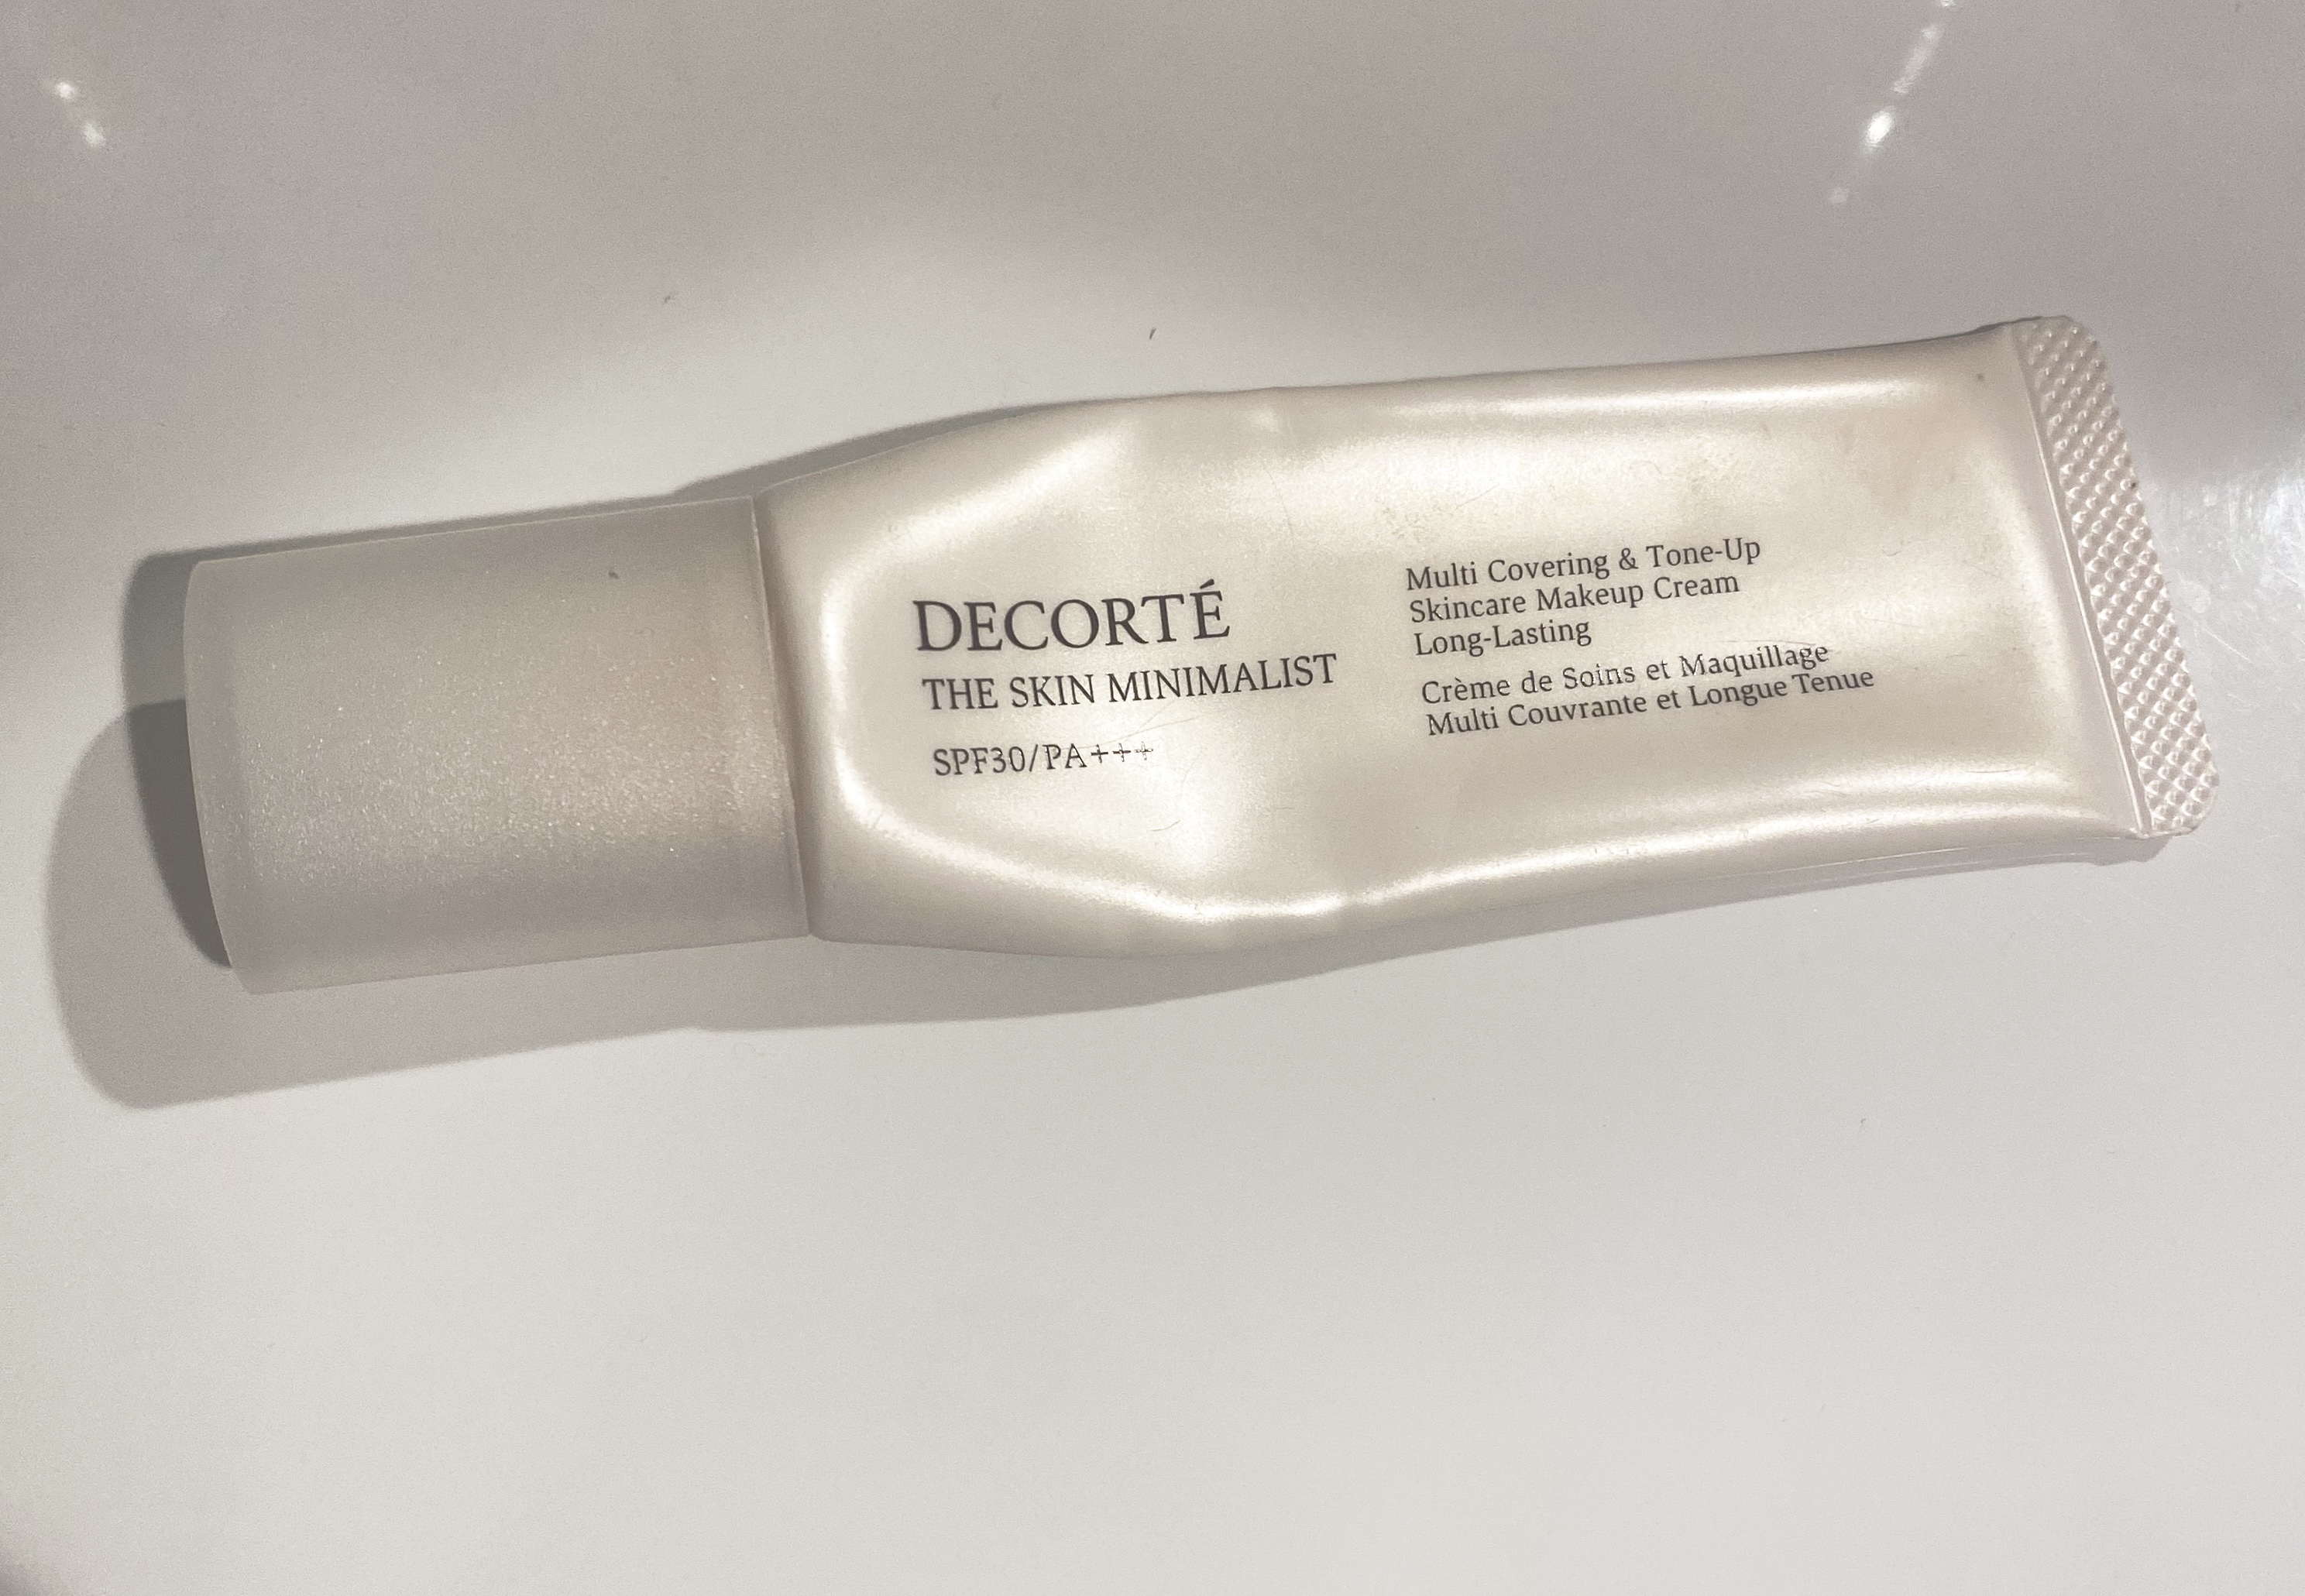 DECORTÉ
THE SKIN MINIMALIST
SPF30/PA+++
Multi Covering & Tone-Up
Skincare Makeup Cream
Long-Lasting
Crème de Soins et Maquillage
Multi Couvrante et Longue Tenue